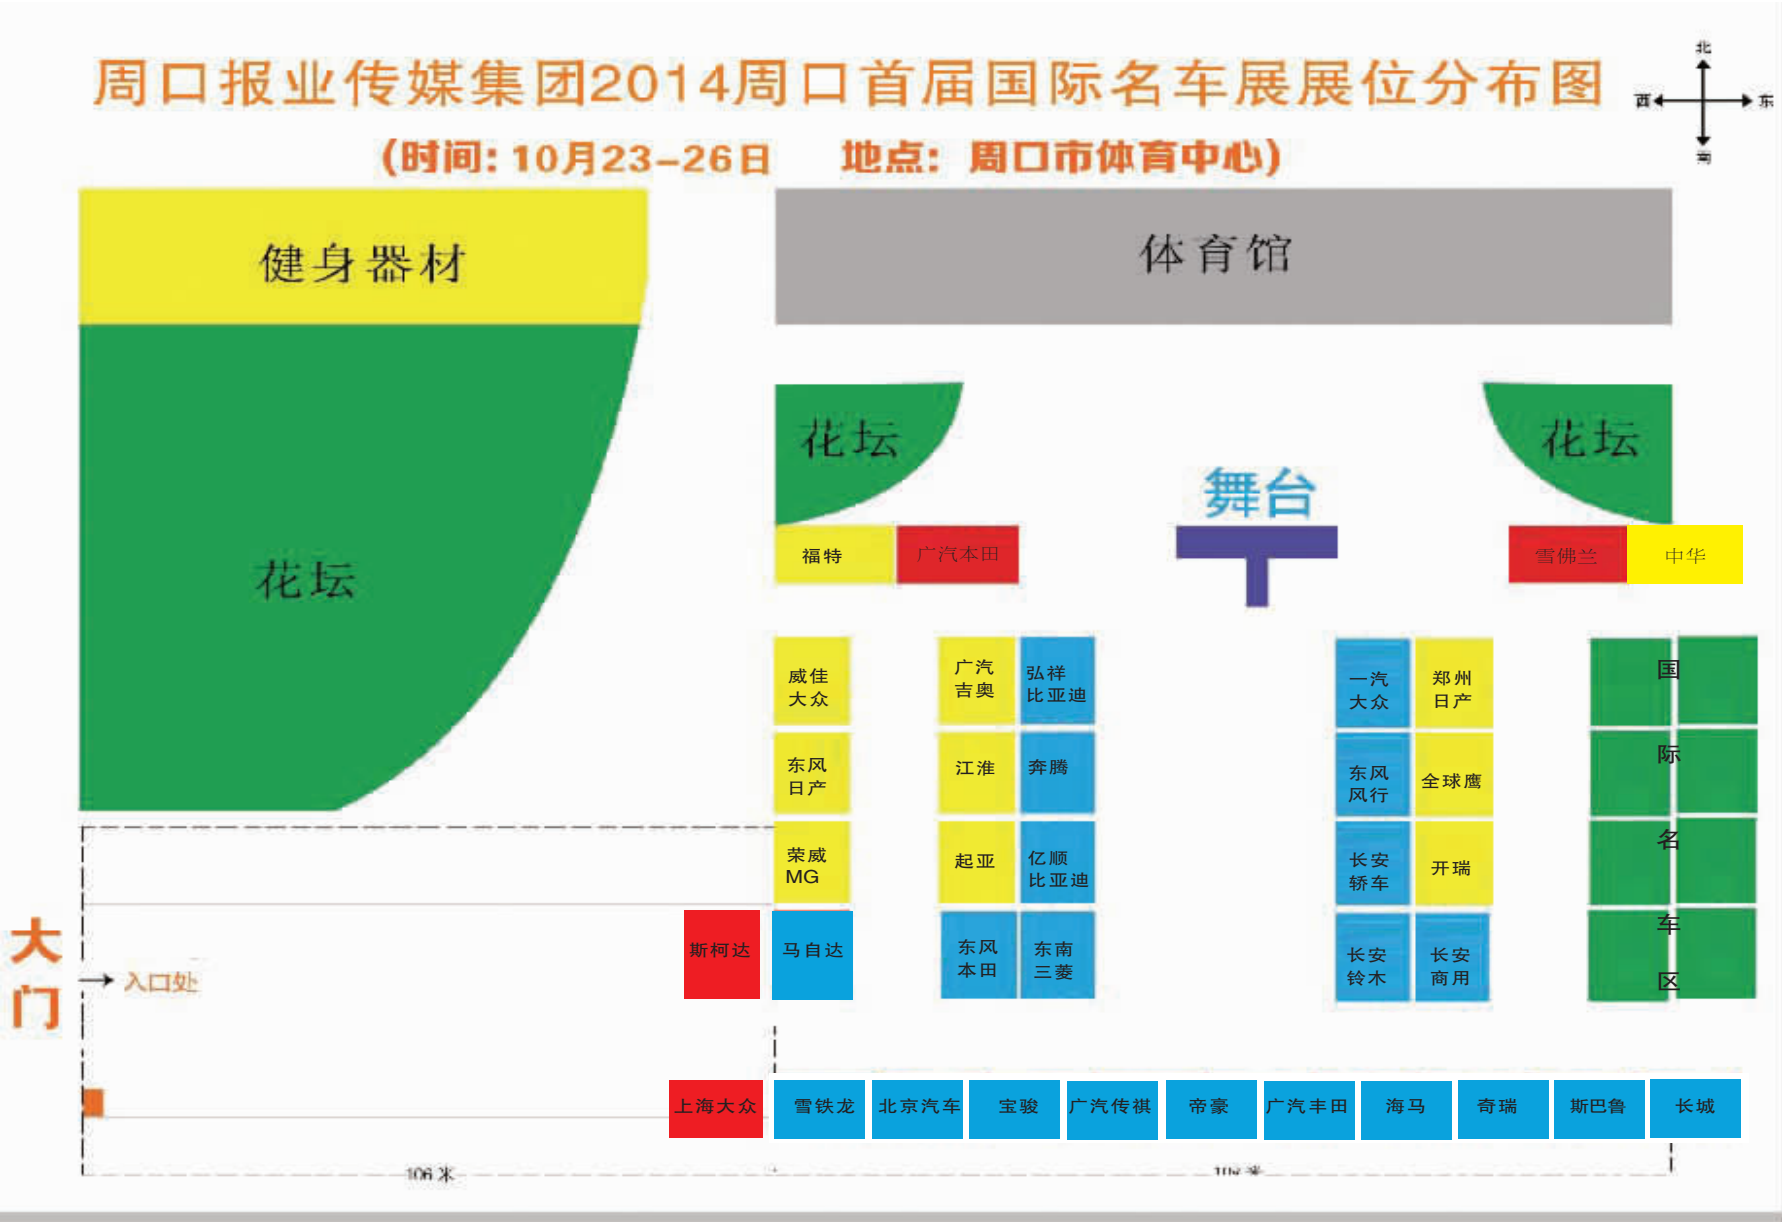 周口报业传媒集团2014周口首届国际名车展展位分布图
北
西
东
南
(时间: 10月23-26日 地点: 周口市体育中心)
健身器材
体育馆
花坛
花坛
花坛
舞台
福特
广汽本田
雪佛兰
中华
威佳
大众
广汽
吉奥
弘祥
比亚迪
一汽
大众
郑州
日产
东风
日产
江淮
奔腾
东风
风行
全球鹰
荣威
MG
起亚
亿顺
比亚迪
长安
轿车
开瑞
斯柯达
马自达
东风
本田
东南
三菱
长安
铃木
长安
商用
国
际
名
车
区
大
门
入口处
上海大众
雪铁龙
北京汽车
宝骏
广汽传祺
帝豪
广汽丰田
海马
奇瑞
斯巴鲁
长城
106 米